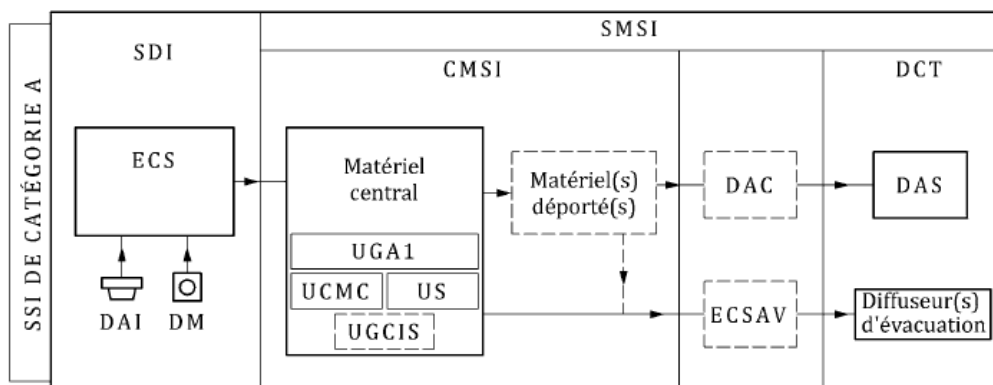 SSI DE CATÉGORIE A
SDI
SMSI
CMSI
DCT
ECS
DAI
DM
Matériel
central
UGA1
UCMC
US
UGCIS
Matériel(s)
déporté(s)
DAC
DAS
ECSAV
Diffuseur(s)
d'évacuation